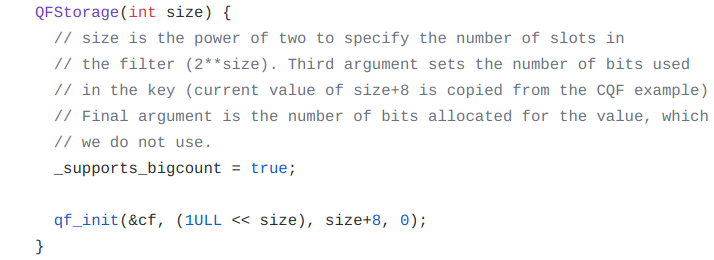 QFStorage(int size) {
// size is the power of two to specify the number of slots in
// the filter (2**size). Third argument sets the number of bits used
// in the key (current value of size+8 is copied from the CQF example)
// Final argument is the number of bits allocated for the value, which
// we do not use.
_supports_bigcount = true;
qf_init(&cf, (1ULL << size), size+8, 0);
}